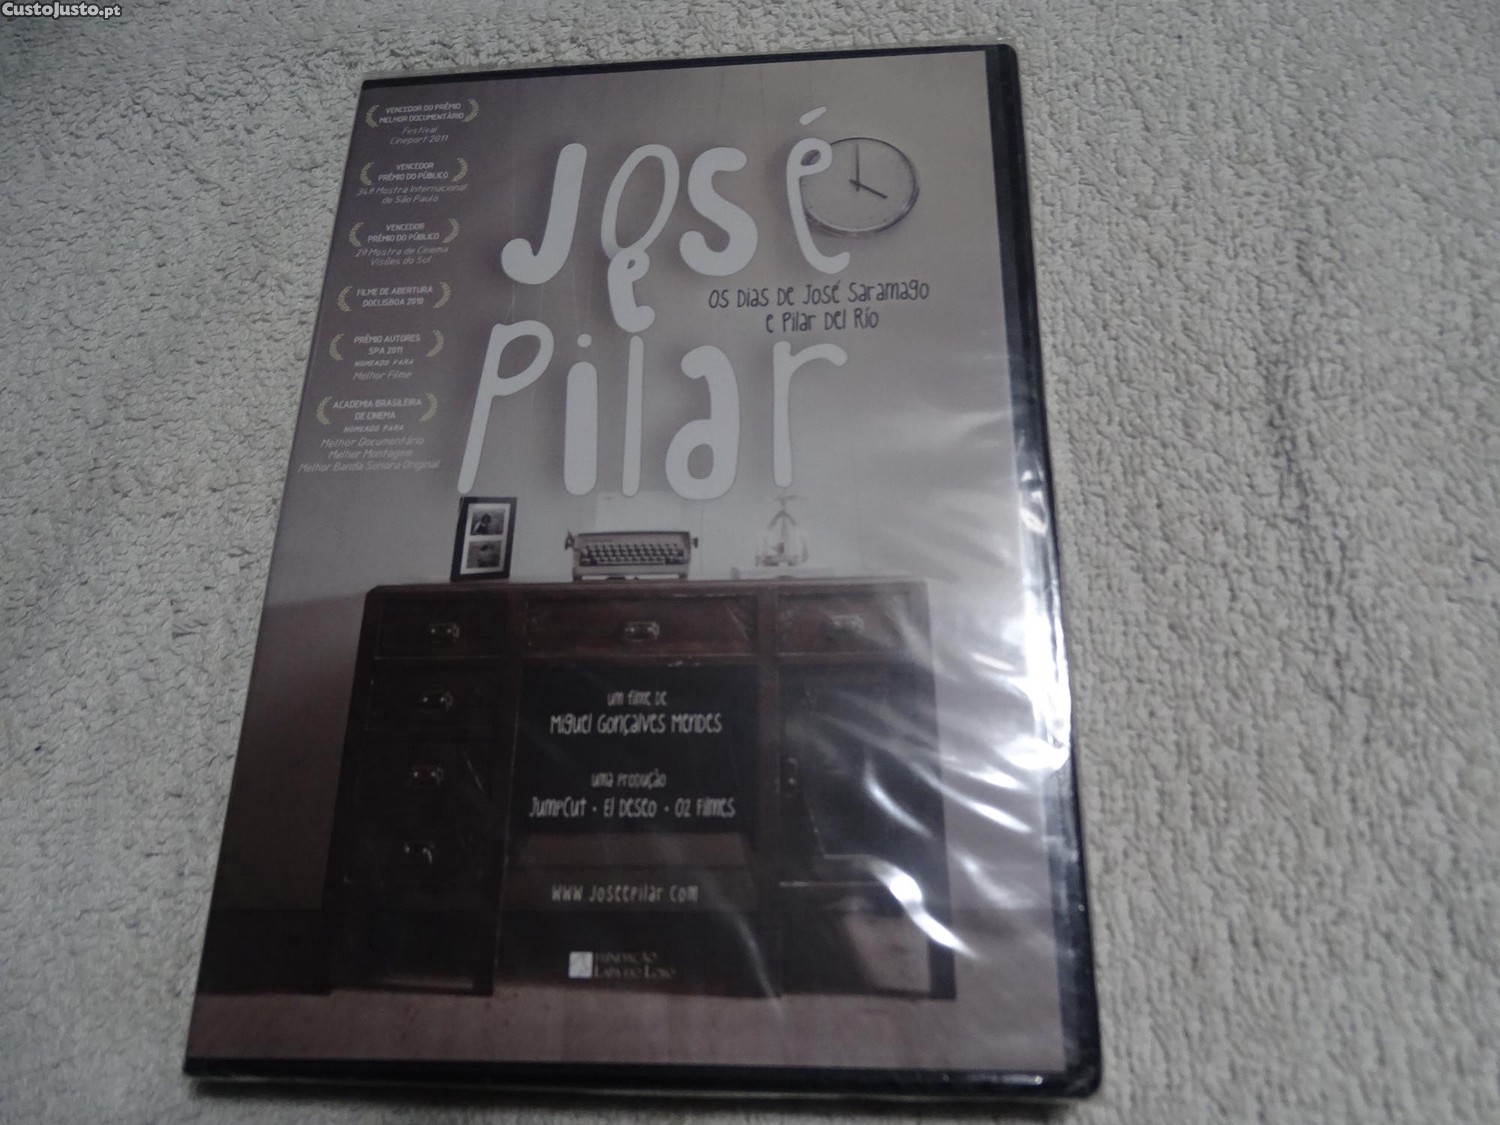 CustoJusto.pt
VENCEDOR DO PRÉMIO
MELHOR DOCUMENTÁRIO
Festival
Cineport 2011
VENCEDOR
PRÉMIO DO PÚBLICO
34ª Mostra Internacional
de São Paulo
VENCEDOR
PRÉMIO DO PÚBLICO
2ª Mostra de Cinema
Visões do Sul
FILME DE ABERTURA
DOCLISBOA 2010
PRÉMIO AUTORES
SPA 2011
NOMEADO PARA
Melhor Filme
ACADEMIA BRASILEIRA
DE CINEMA
NOMEADO PARA
Melhor Documentário
Melhor Montagem
Melhor Banda Sonora Original
José
e
Pilar
os dias de José Saramago
e Pilar del Río
um filme de
Miguel Gonçalves Mendes
uma produção
JumpCut • El Deseo • O2 Filmes
www.joseepilar.com
FUNDAÇÃO
LAPA DO LOBO